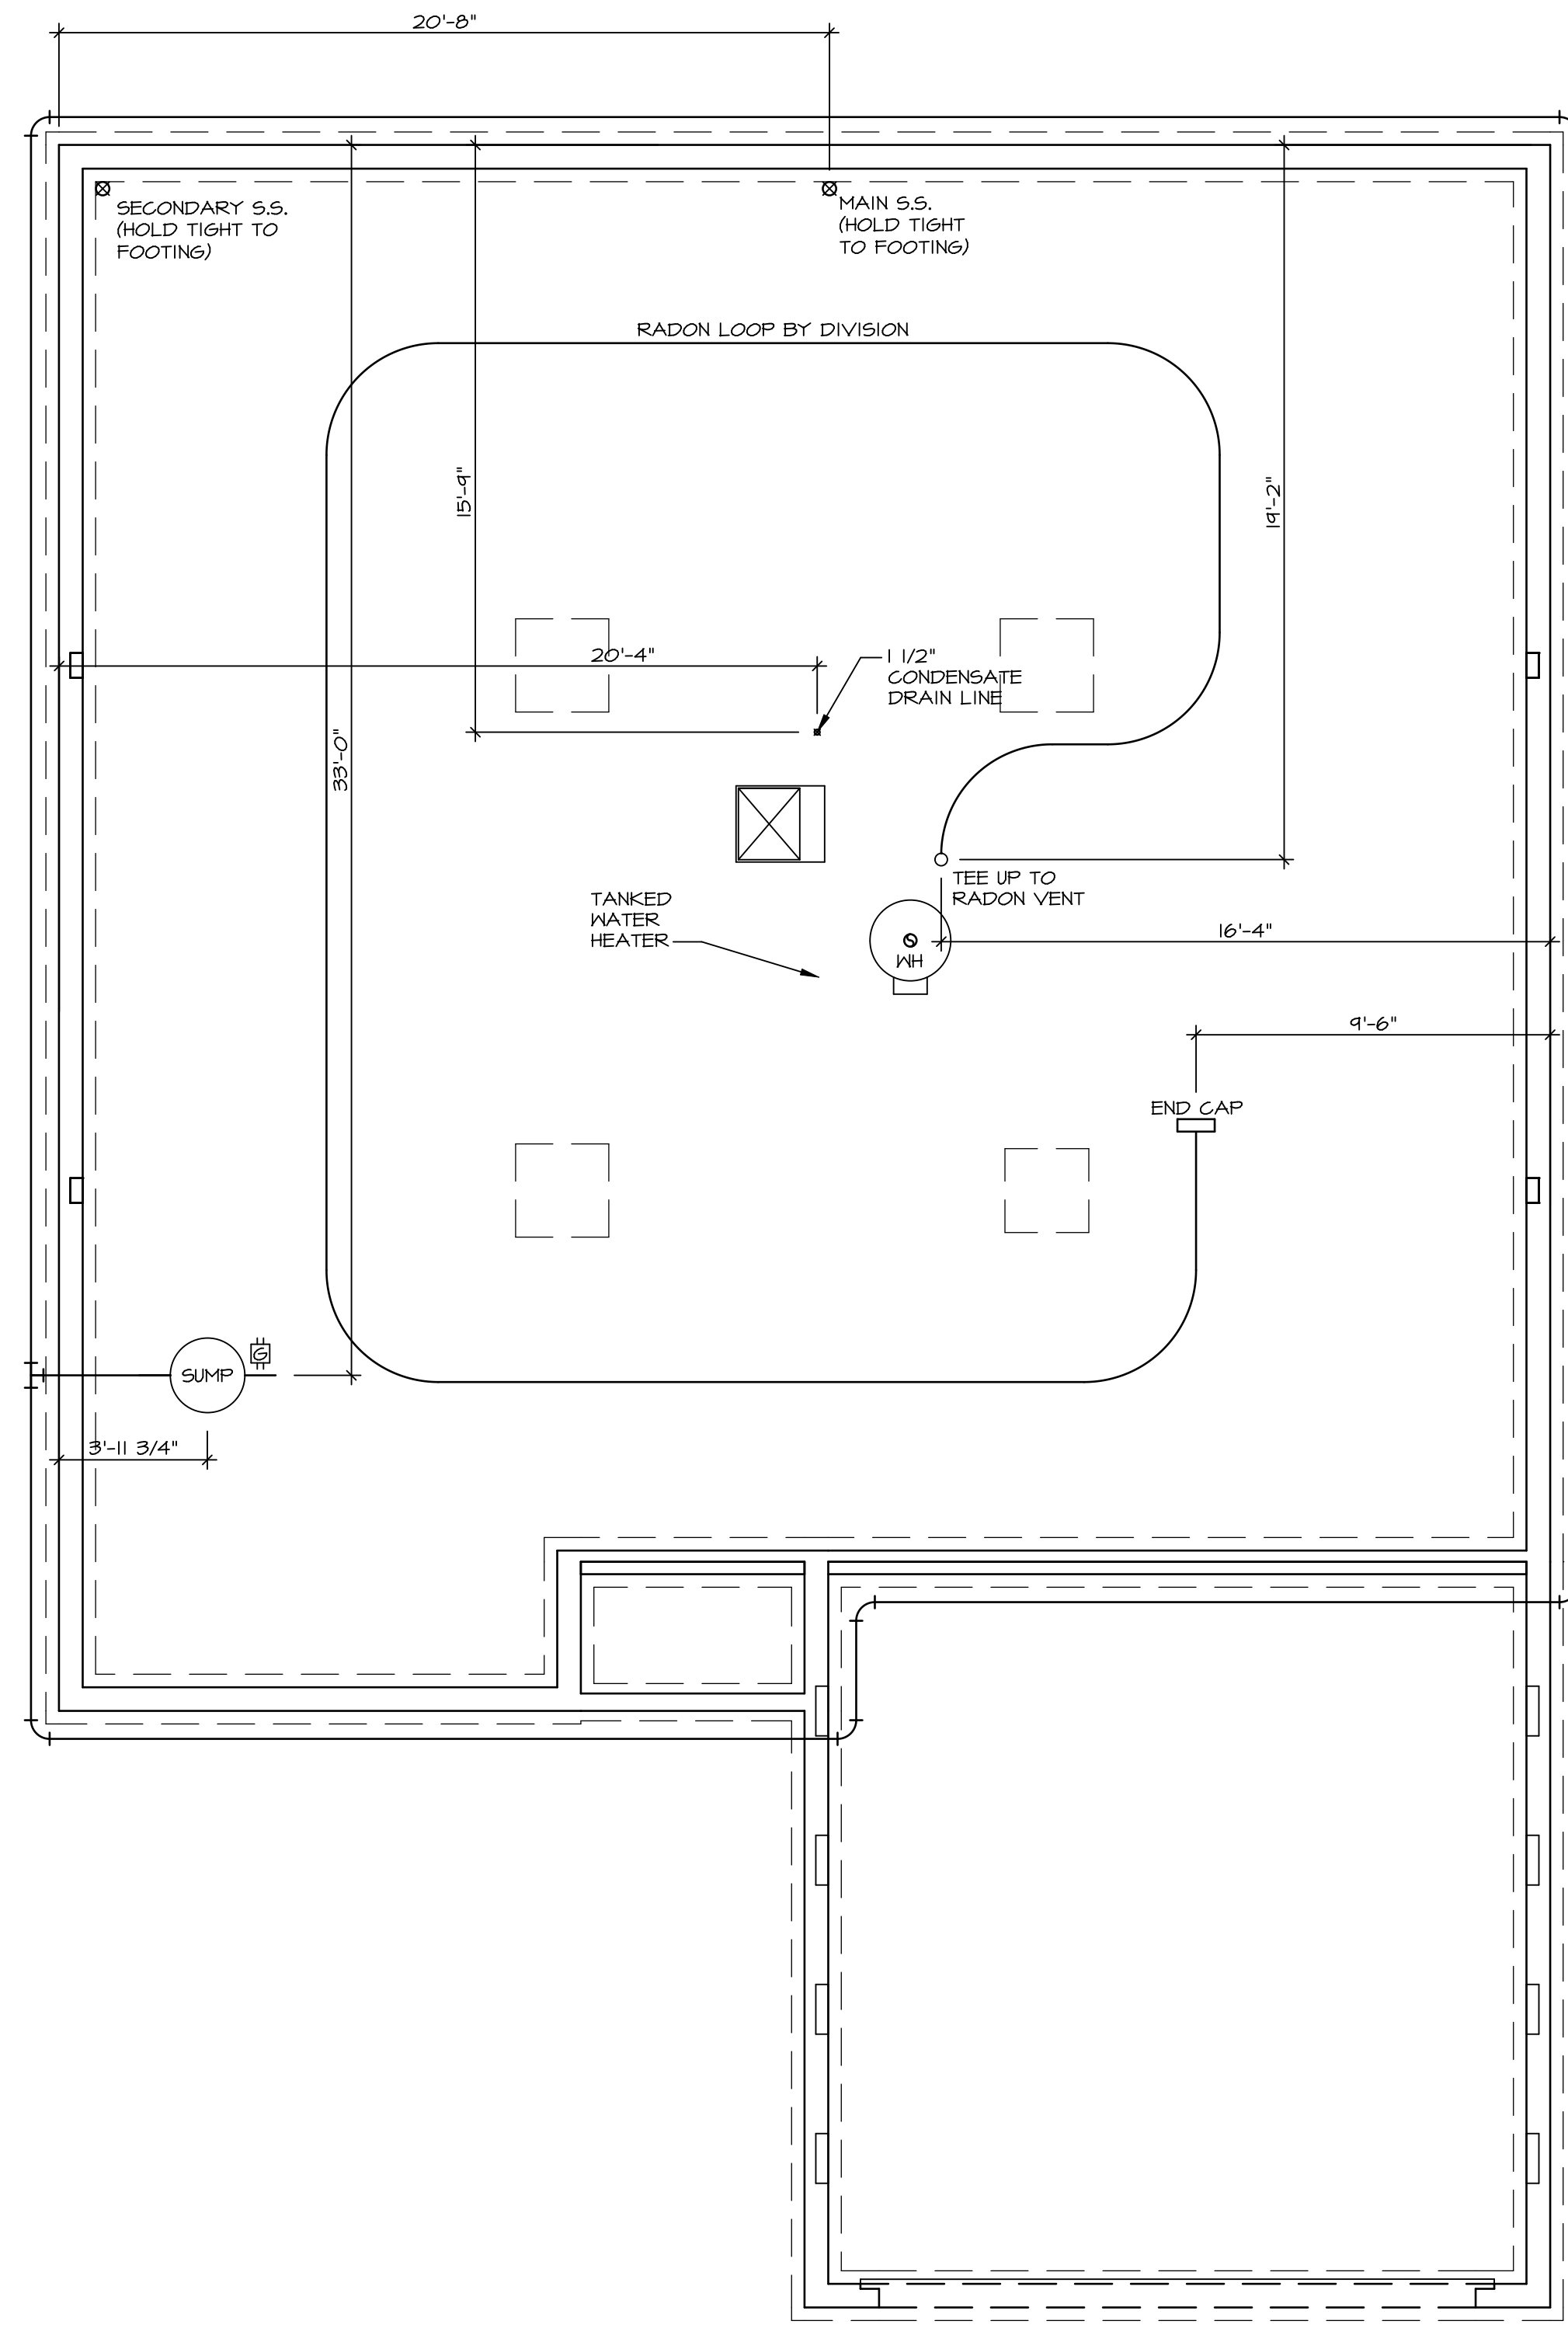 20'-8"
SECONDARY S.S.
(HOLD TIGHT TO
FOOTING)
MAIN S.S.
(HOLD TIGHT
TO FOOTING)
RADON LOOP BY DIVISION
15'-9"
19'-2"
20'-4"
1 1/2"
CONDENSATE
DRAIN LINE
33'-0"
TEE UP TO
RADON VENT
TANKED
WATER
HEATER
S
WH
16'-4"
9'-6"
END CAP
G
SUMP
3'-11 3/4"